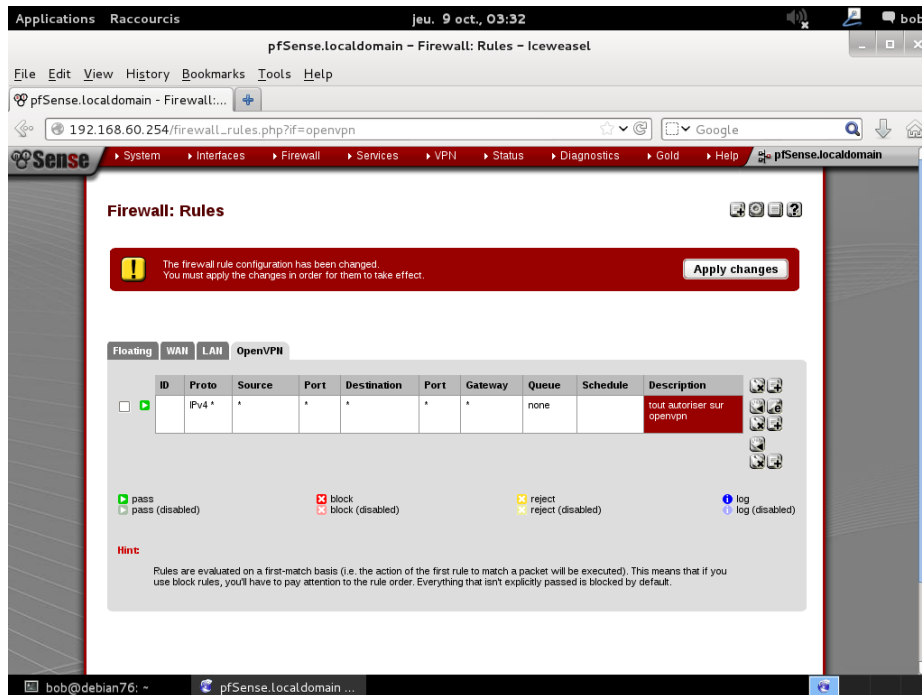 Applications Raccourcis jeu. 9 oct., 03:32 bob
pfSense.localdomain - Firewall: Rules - Iceweasel
File Edit View History Bookmarks Tools Help
pfSense.localdomain - Firewall:...
192.168.60.254/firewall_rules.php?if=openvpn Google
Sense System Interfaces Firewall Services VPN Status Diagnostics Gold Help pfSense.localdomain
Firewall: Rules
The firewall rule configuration has been changed.
You must apply the changes in order for them to take effect.
Apply changes
Floating WAN LAN OpenVPN
ID Proto Source Port Destination Port Gateway Queue Schedule Description
IPv4 * * * * * * none tout autoriser sur
openvpn
pass block reject log
pass (disabled) block (disabled) reject (disabled) log (disabled)
Hint:
Rules are evaluated on a first-match basis (i.e. the action of the first rule to match a packet will be executed). This means that if you
use block rules, you'll have to pay attention to the rule order. Everything that isn't explicitly passed is blocked by default.
bob@debian76: ~ pfSense.localdomain ...